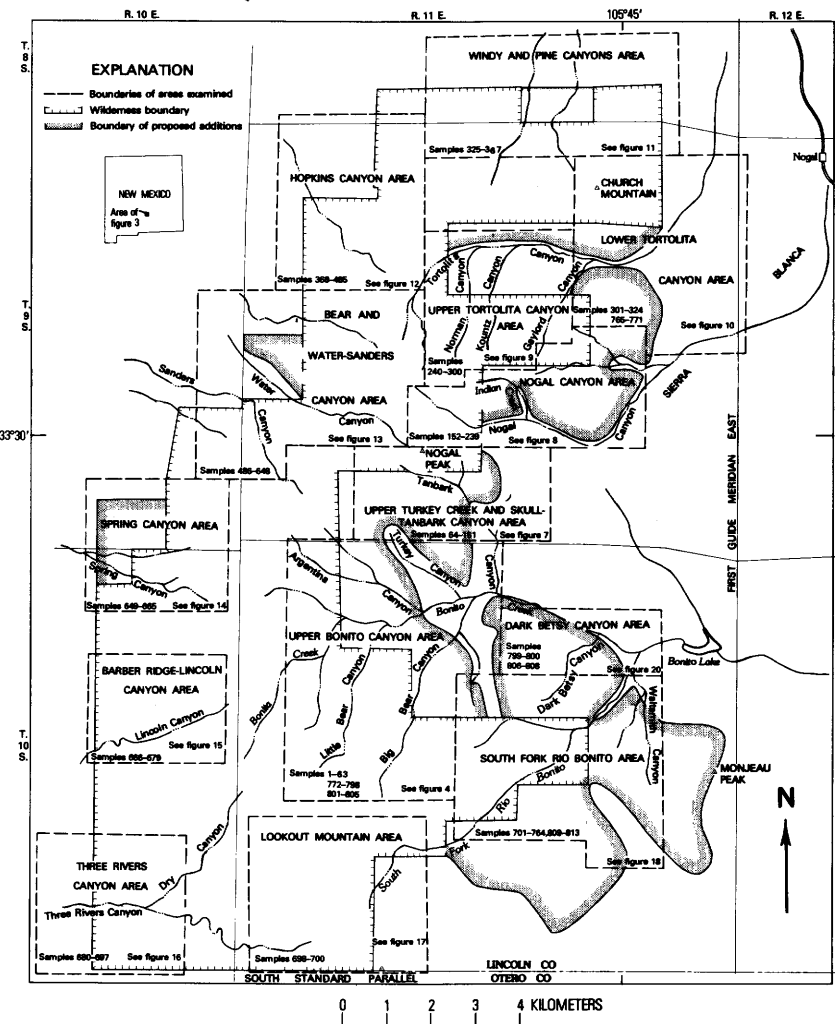 R. 10 E.
R. 11 E.
105°45'
R. 12 E.
T.
8
S.
EXPLANATION
Boundaries of areas examined
Wilderness boundary
Boundary of proposed additions
NEW MEXICO
Area of
figure 3
WINDY AND PINE CANYONS AREA
Samples 325-367
See figure 11
Nogal
HOPKINS CANYON AREA
CHURCH
MOUNTAIN
Samples 368-485
See figure 12
LOWER TORTOLITA
CANYON AREA
Tortolita
Canyon
Canyon
Canyon
Canyon
Norman
Kountz
Gaylord
BLANCA
SIERRA
T.
9
S.
BEAR AND
WATER-SANDERS
CANYON AREA
UPPER TORTOLITA CANYON
AREA
Samples 301-324
765-771
See figure 10
Samples
240-300
See figure 9
Sanders
Water
Canyon
Canyon
See figure 13
Samples 486-648
NOGAL CANYON AREA
Indian
Nogal
Canyon
Samples 152-239
See figure 8
33°30'
NOGAL
PEAK
Tanbark
UPPER TURKEY CREEK AND SKULL-
TANBARK CANYON AREA
Samples 64-151
See figure 7
FIRST GUIDE MERIDIAN EAST
SPRING CANYON AREA
Spring
Canyon
Samples 649-665
See figure 14
Turkey
Canyon
Canyon
Argentina
Canyon
Bonito
Creek
UPPER BONITO CANYON AREA
DARK BETSY CANYON AREA
Samples
799-800
806-808
See figure 20
Dark Betsy Canyon
Bonito Lake
Creek
Bonito
Canyon
Bear
Little
Canyon
Bear
Big
Samples 1-63
772-798
801-805
See figure 4
BARBER RIDGE-LINCOLN
CANYON AREA
Lincoln Canyon
See figure 15
Samples 666-679
T.
10
S.
SOUTH FORK RIO BONITO AREA
Bonito
Rio
Fork
South
Canyon
MONJEAU
PEAK
N
Samples 701-764,809-813
See figure 18
LOOKOUT MOUNTAIN AREA
THREE RIVERS
CANYON AREA
Dry
Canyon
Three Rivers Canyon
Samples 680-697
See figure 16
Samples 698-700
See figure 17
LINCOLN CO
OTERO CO
SOUTH STANDARD PARALLEL
0 1 2 3 4 KILOMETERS